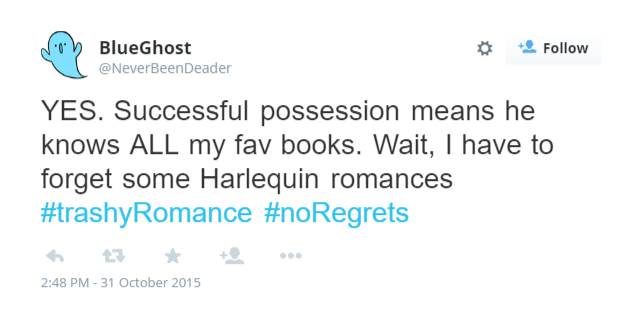 BlueGhost
@NeverBeenDeader
Follow
YES. Successful possession means he
knows ALL my fav books. Wait, I have to
forget some Harlequin romances
#trashyRomance #noRegrets
2:48 PM - 31 October 2015